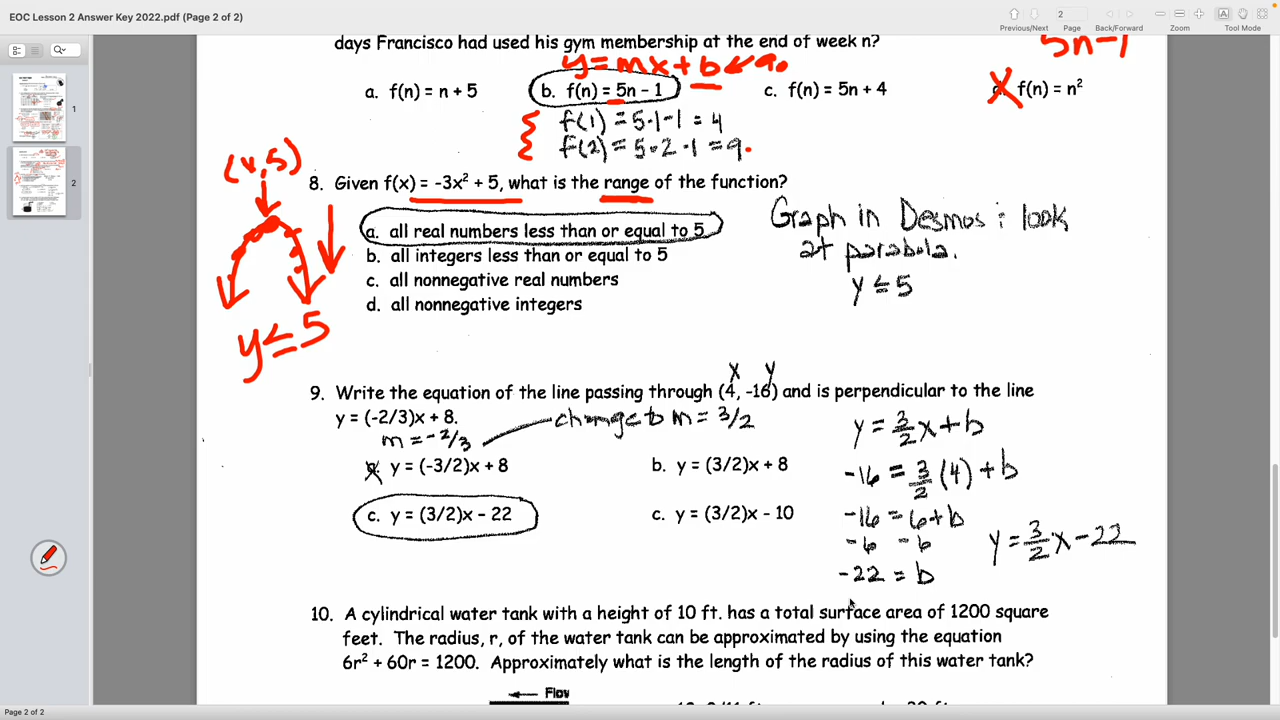 EOC Lesson 2 Answer Key 2022.pdf (Page 2 of 2)
2
Previous/Next Page Back/Forward Zoom Tool Mode
1
2
days Francisco had used his gym membership at the end of week n?
5n-1
y=mx+b
a. f(n) = n + 5
b. f(n) = 5n - 1
c. f(n) = 5n + 4
f(n) = n²
f(1) = 5·1-1 = 4
f(2) = 5·2·1 = 9
8. Given f(x) = -3x² + 5, what is the range of the function?
a. all real numbers less than or equal to 5
b. all integers less than or equal to 5
c. all nonnegative real numbers
d. all nonnegative integers
y≤5
Graph in Desmos : look
at parabola.
y ≤ 5
x y
9. Write the equation of the line passing through (4, -16) and is perpendicular to the line
y = (-2/3)x + 8.
m = -2/3
change to m = 3/2
y = (-3/2)x + 8
b. y = (3/2)x + 8
c. y = (3/2)x - 22
c. y = (3/2)x - 10
y = 3/2 x + b
-16 = 3/2 (4) + b
-16 = 6+b
-6 -6
-22 = b
y = 3/2 x - 22
10. A cylindrical water tank with a height of 10 ft. has a total surface area of 1200 square
feet. The radius, r, of the water tank can be approximated by using the equation
6r² + 60r = 1200. Approximately what is the length of the radius of this water tank?
Flow
Page 2 of 2